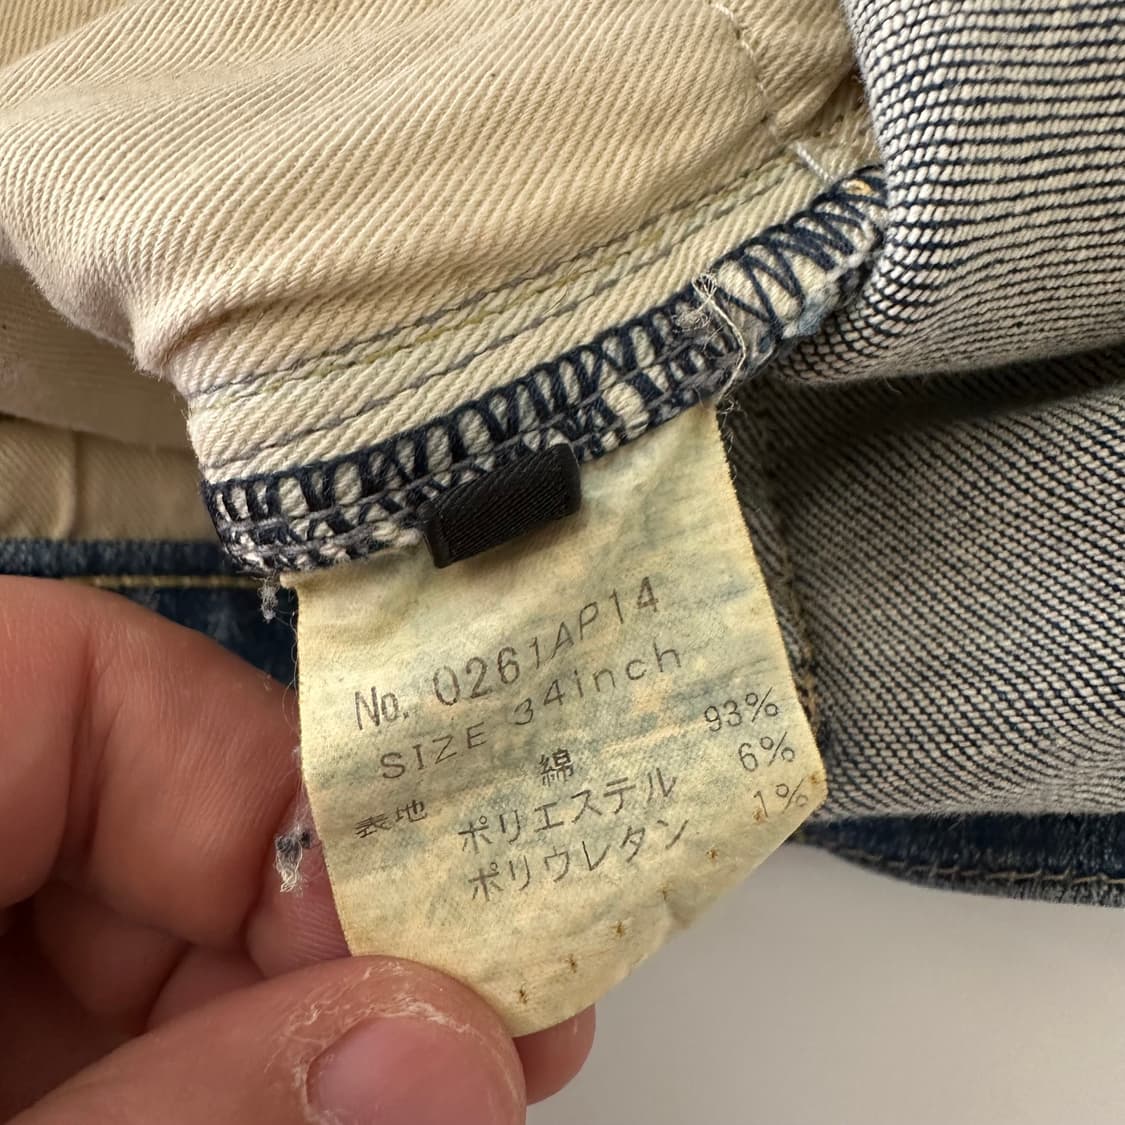 No. 0261AP14
SIZE 34inch
表地 綿 93%
ポリエステル 6%
ポリウレタン 1%